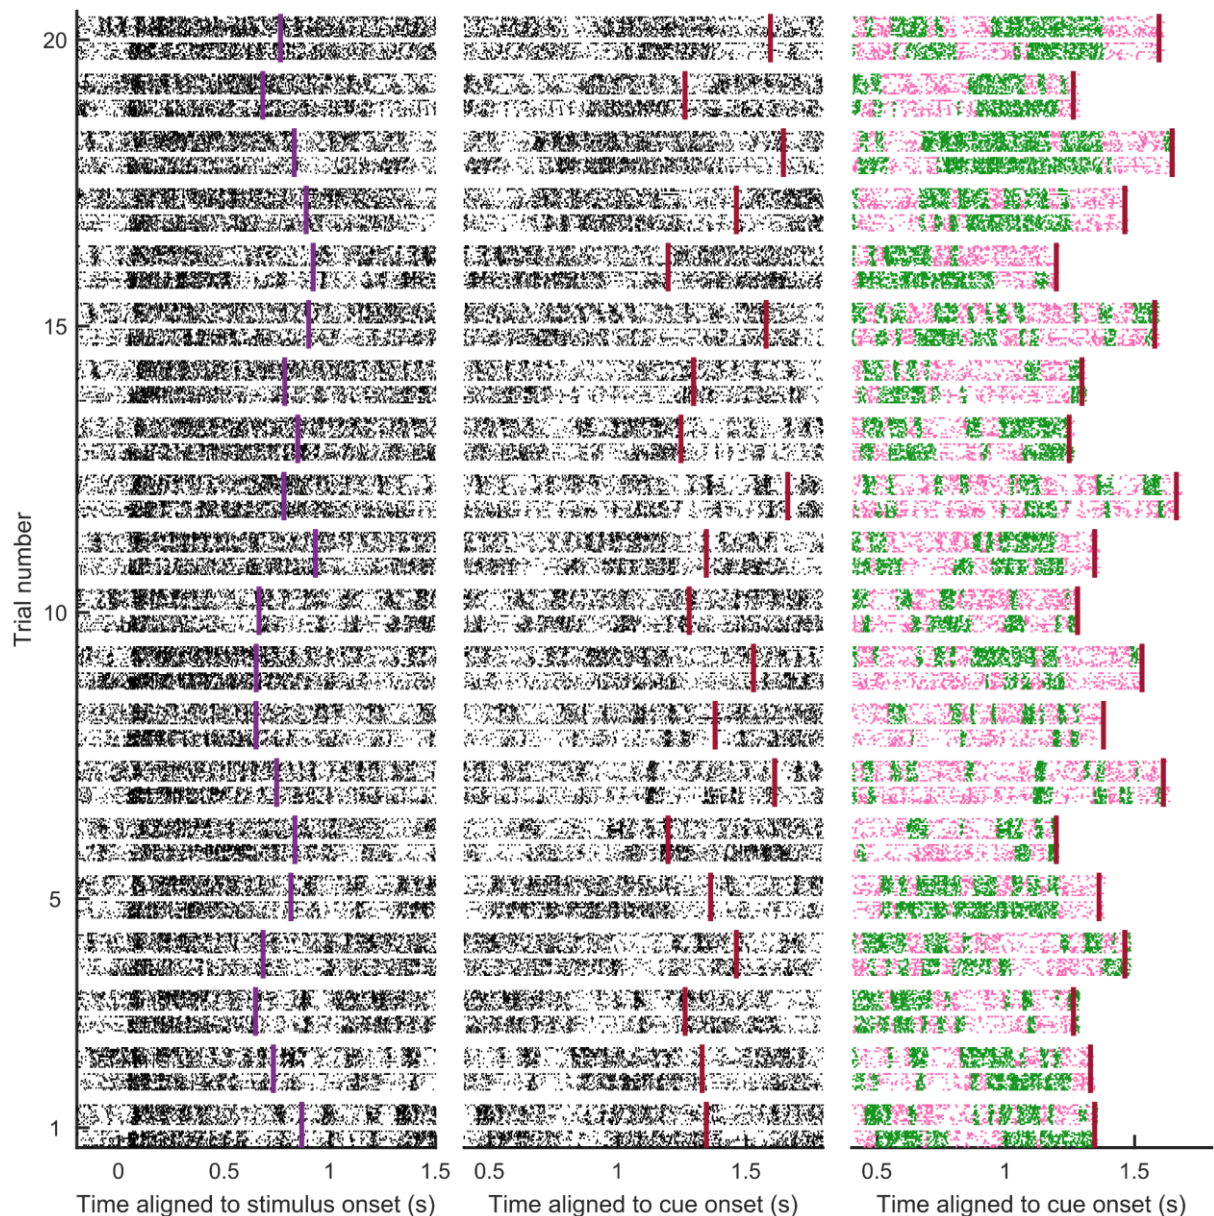 Trial number
20
15
10
5
1
0 0.5 1 1.5
Time aligned to stimulus onset (s)
0.5 1 1.5
Time aligned to cue onset (s)
0.5 1 1.5
Time aligned to cue onset (s)